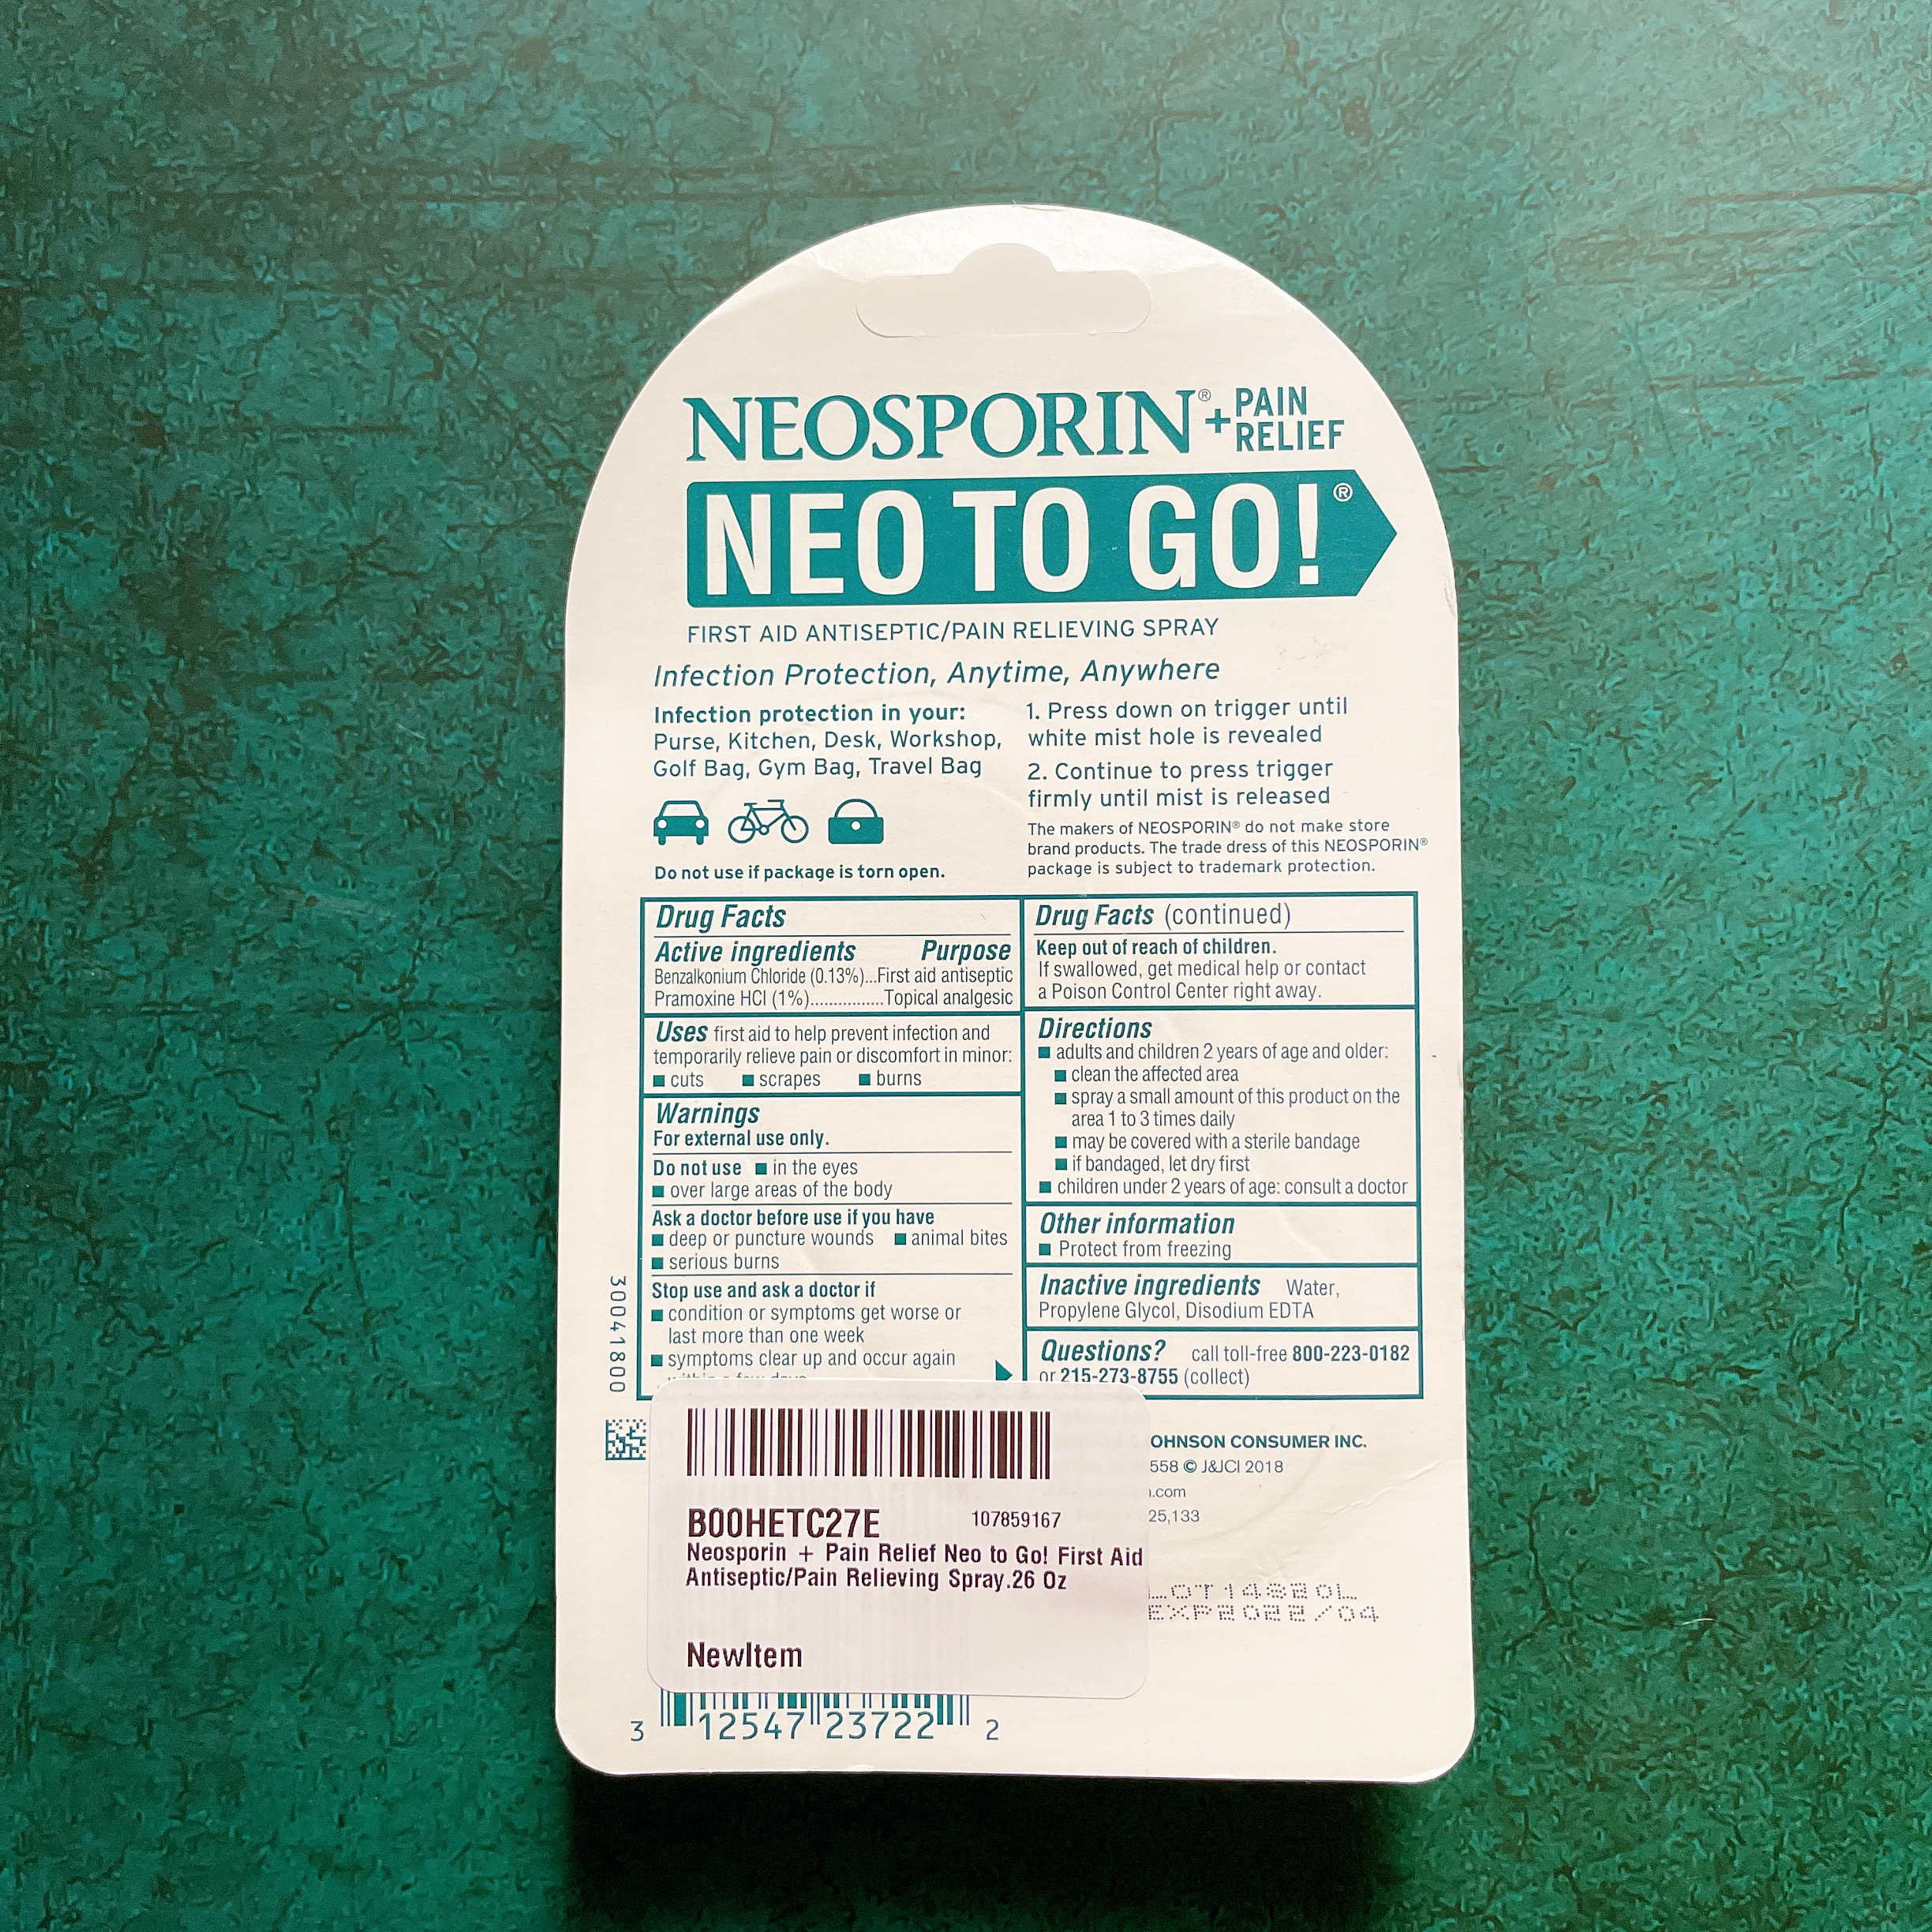 NEOSPORIN® + PAIN RELIEF
NEO TO GO!®
FIRST AID ANTISEPTIC/PAIN RELIEVING SPRAY
Infection Protection, Anytime, Anywhere
Infection protection in your:
Purse, Kitchen, Desk, Workshop,
Golf Bag, Gym Bag, Travel Bag
Do not use if package is torn open.
1. Press down on trigger until
white mist hole is revealed
2. Continue to press trigger
firmly until mist is released
The makers of NEOSPORIN® do not make store
brand products. The trade dress of this NEOSPORIN®
package is subject to trademark protection.
Drug Facts
Active ingredients Purpose
Benzalkonium Chloride (0.13%)...First aid antiseptic
Pramoxine HCl (1%)................Topical analgesic
Uses first aid to help prevent infection and
temporarily relieve pain or discomfort in minor:
■ cuts ■ scrapes ■ burns
Warnings
For external use only.
Do not use ■ in the eyes
■ over large areas of the body
Ask a doctor before use if you have
■ deep or puncture wounds ■ animal bites
■ serious burns
Stop use and ask a doctor if
■ condition or symptoms get worse or
last more than one week
■ symptoms clear up and occur again
within a few days
Drug Facts (continued)
Keep out of reach of children.
If swallowed, get medical help or contact
a Poison Control Center right away.
Directions
■ adults and children 2 years of age and older:
■ clean the affected area
■ spray a small amount of this product on the
area 1 to 3 times daily
■ may be covered with a sterile bandage
■ if bandaged, let dry first
■ children under 2 years of age: consult a doctor
Other information
■ Protect from freezing
Inactive ingredients Water,
Propylene Glycol, Disodium EDTA
Questions? call toll-free 800-223-0182
or 215-273-8755 (collect)
30041800
OHNSON CONSUMER INC.
558 © J&JCI 2018
.com
25,133
B00HETC27E 107859167
Neosporin + Pain Relief Neo to Go! First Aid
Antiseptic/Pain Relieving Spray.26 Oz
NewItem
LOT 1482OL
EXP2022/04
3 12547 23722 2